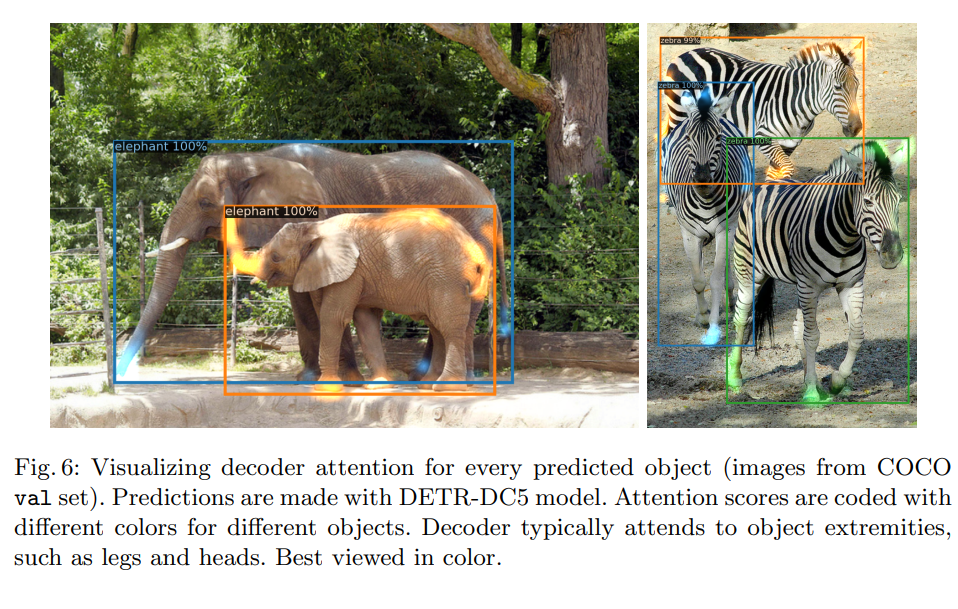 zebra 99%
zebra 100%
elephant 100%
zebra 100%
elephant 100%
Fig. 6: Visualizing decoder attention for every predicted object (images from COCO
val set). Predictions are made with DETR-DC5 model. Attention scores are coded with
different colors for different objects. Decoder typically attends to object extremities,
such as legs and heads. Best viewed in color.